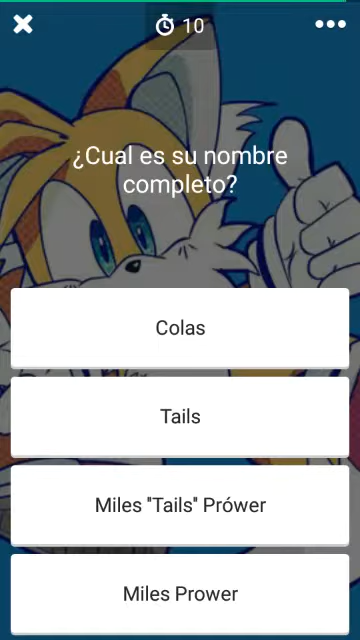 10
¿Cual es su nombre
completo?
Colas
Tails
Miles "Tails" Prówer
Miles Prower